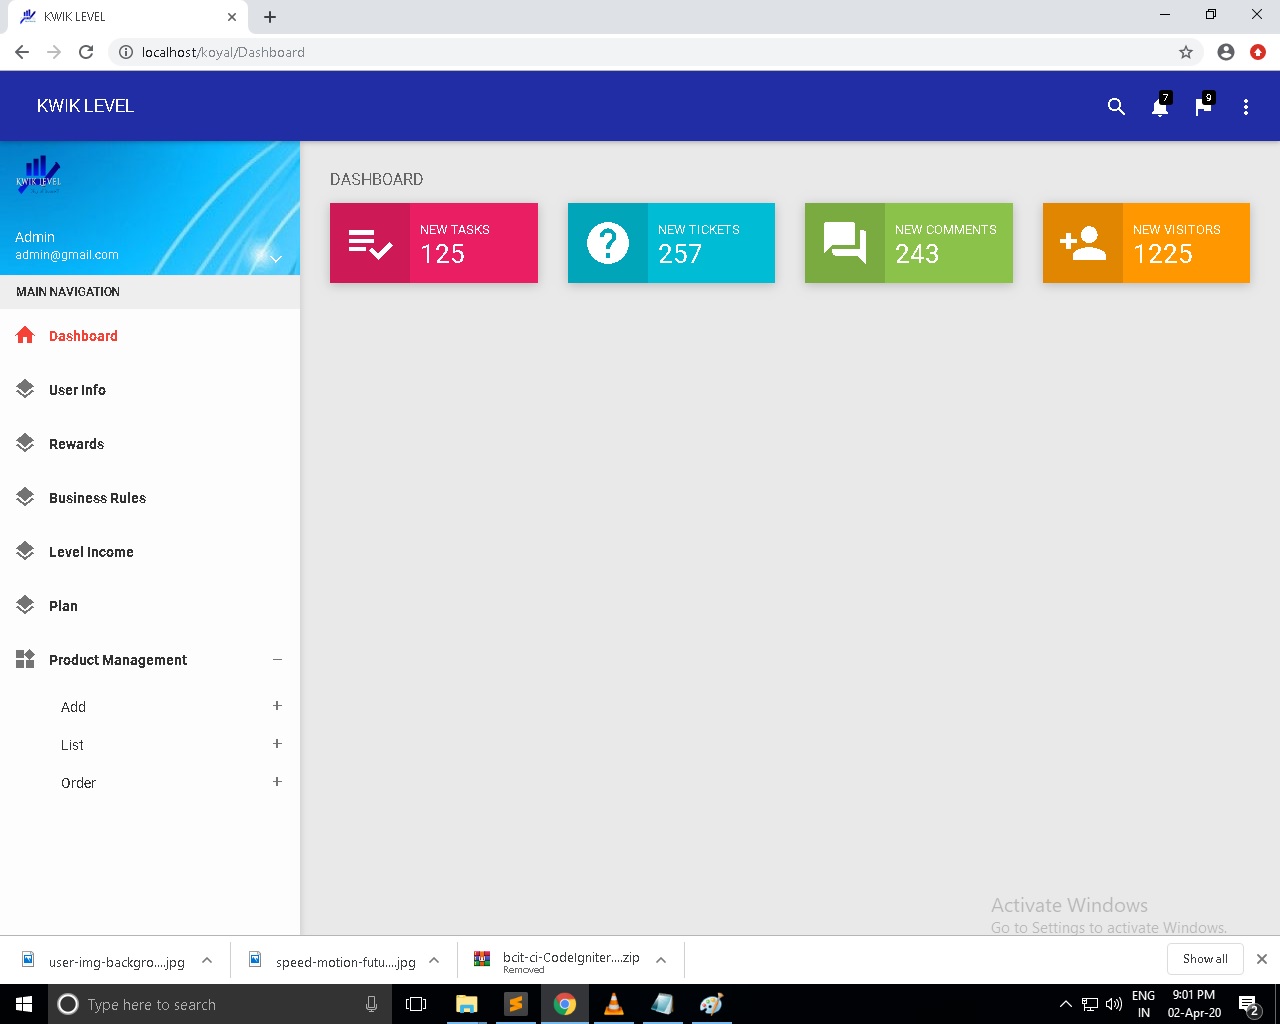 KWIK LEVEL
localhost/koyal/Dashboard
KWIK LEVEL
7
9
KWIK LEVEL
Admin
admin@gmail.com
MAIN NAVIGATION
Dashboard
User Info
Rewards
Business Rules
Level Income
Plan
Product Management
Add
List
Order
DASHBOARD
NEW TASKS
125
NEW TICKETS
257
NEW COMMENTS
243
NEW VISITORS
1225
Activate Windows
Go to Settings to activate Windows.
user-img-backgro....jpg
speed-motion-futu....jpg
bcit-ci-CodeIgniter....zip
Removed
Show all
Type here to search
ENG
IN
9:01 PM
02-Apr-20
2